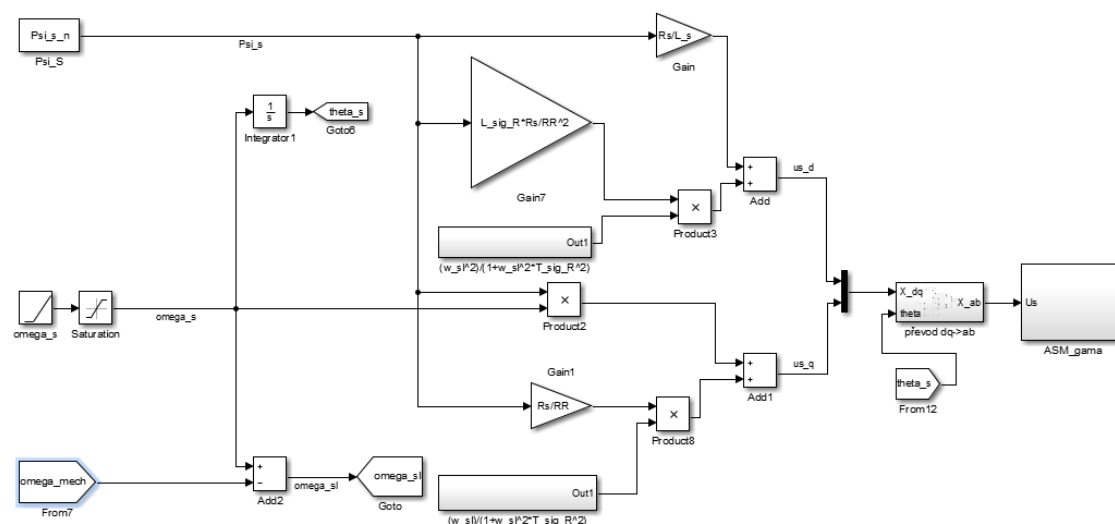 Psi_s_n
Psi_S
Psi_s
Rs/L_s
Gain
1
s
Integrator1
theta_s
Goto6
L_sig_R*Rs/RR^2
Gain7
+
+
Add
us_d
×
Product3
Out1
(w_sl^2)/(1+w_sl^2*T_sig_R^2)
omega_s
Saturation
omega_s
×
Product2
X_dq
theta
X_ab
převod dq->ab
Us
ASM_gama
+
+
Add1
us_q
theta_s
From12
Gain1
Rs/RR
×
Product8
omega_mech
From7
+
−
Add2
omega_sl
omega_sl
Goto
Out1
(w_sl)/(1+w_sl^2*T_sig_R^2)